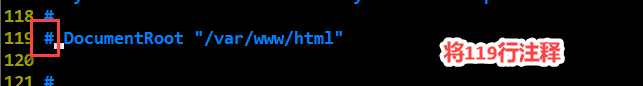 118 #
119 # DocumentRoot "/var/www/html"
120
121 #
将119行注释